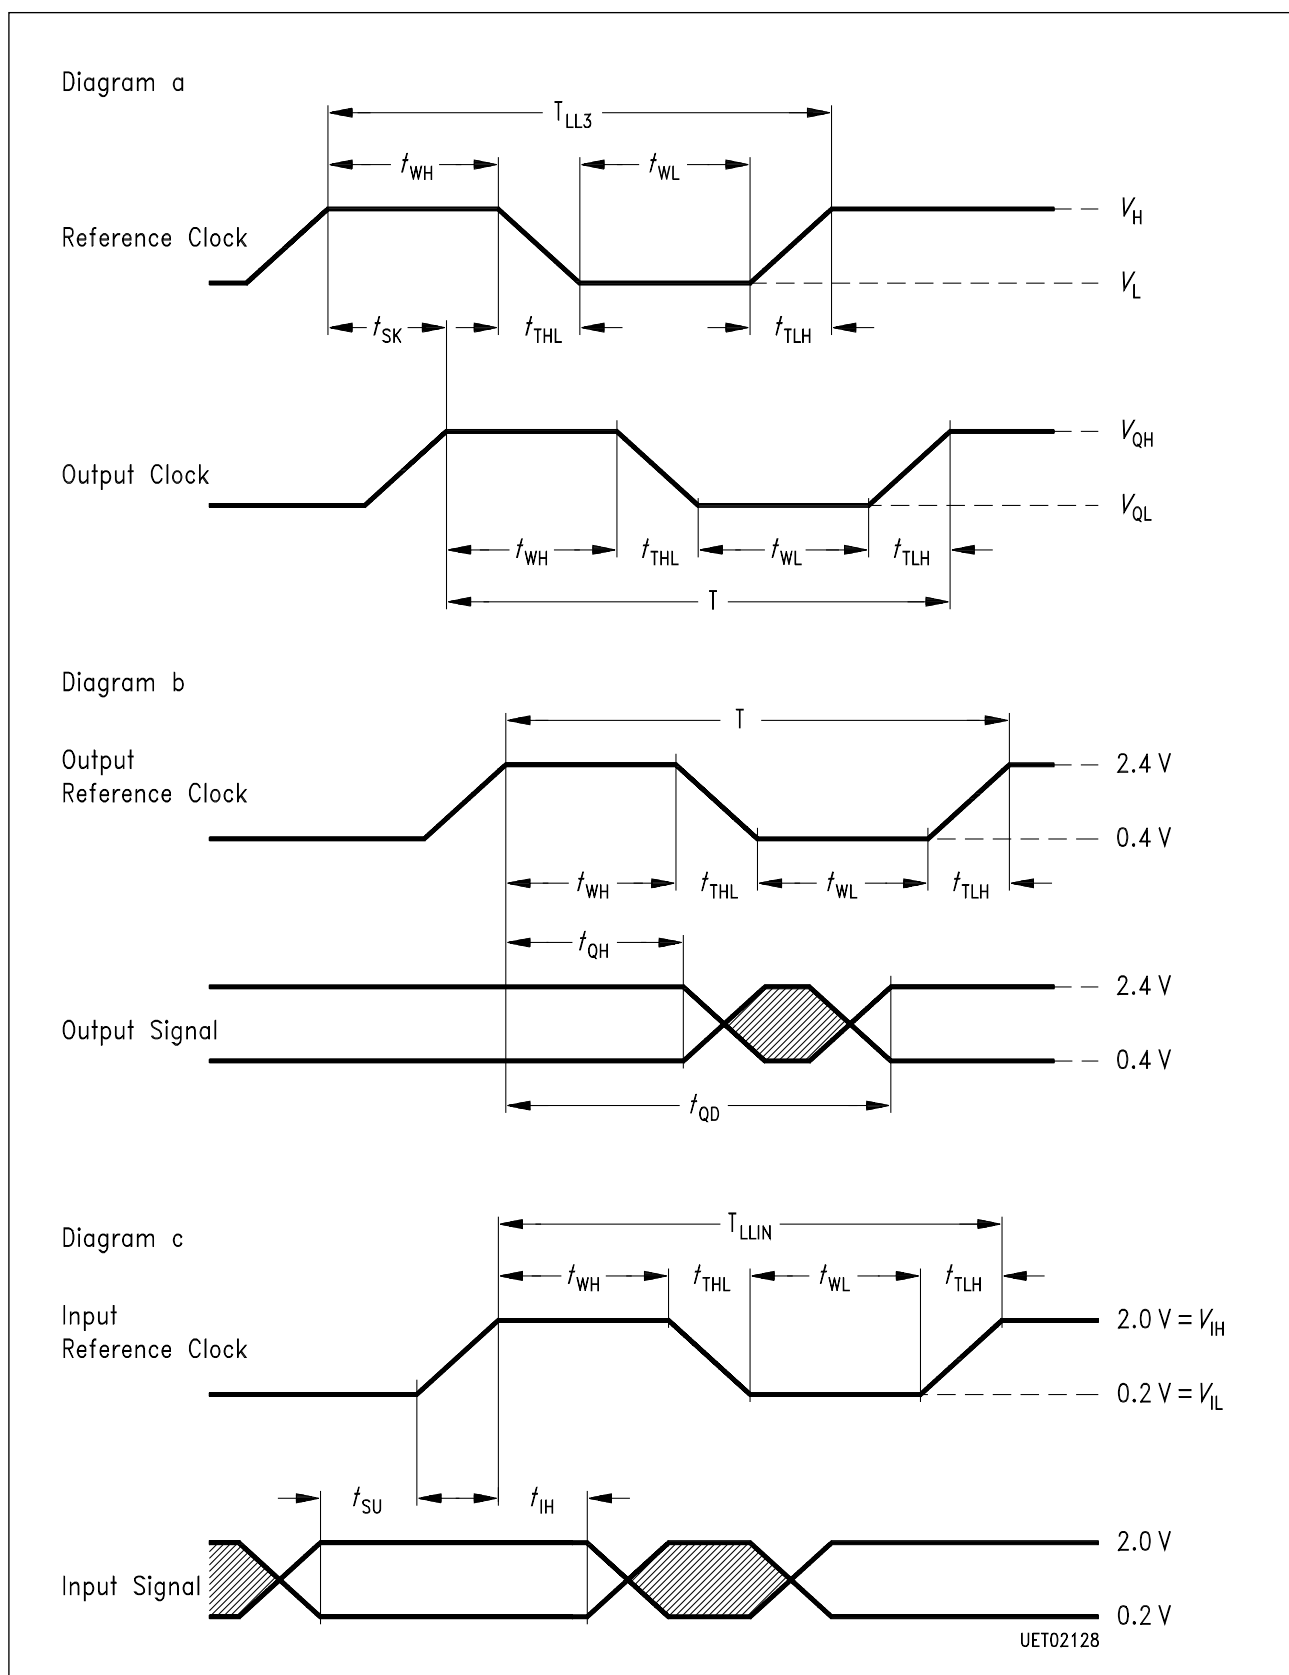 Diagram a
T_LL3
t_WH t_WL
Reference Clock
V_H
V_L
t_SK t_THL t_TLH
V_QH
Output Clock
V_QL
t_WH t_THL t_WL t_TLH
T
Diagram b
T
Output
Reference Clock
2.4 V
0.4 V
t_WH t_THL t_WL t_TLH
t_QH
2.4 V
Output Signal
0.4 V
t_QD
Diagram c
T_LLIN
t_WH t_THL t_WL t_TLH
Input
Reference Clock
2.0 V = V_IH
0.2 V = V_IL
t_SU t_IH
2.0 V
Input Signal
0.2 V
UET02128